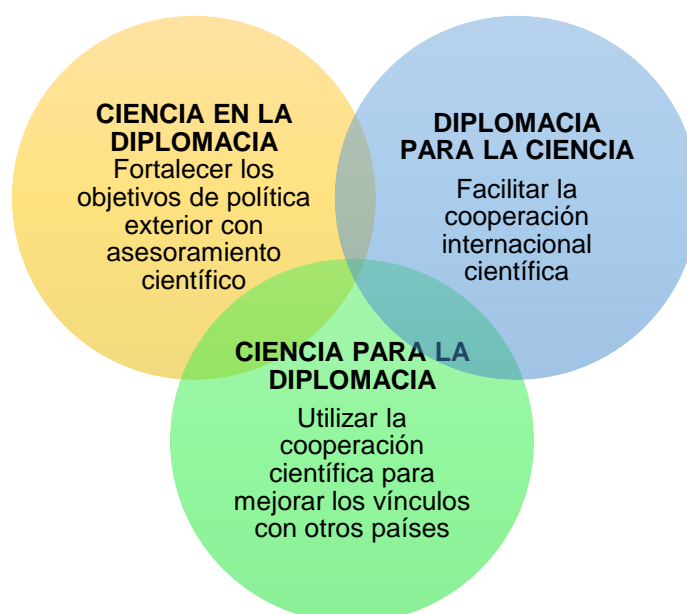 CIENCIA EN LA
DIPLOMACIA
Fortalecer los
objetivos de política
exterior con
asesoramiento
científico
DIPLOMACIA
PARA LA CIENCIA
Facilitar la
cooperación
internacional
científica
CIENCIA PARA LA
DIPLOMACIA
Utilizar la
cooperación
científica para
mejorar los vínculos
con otros países